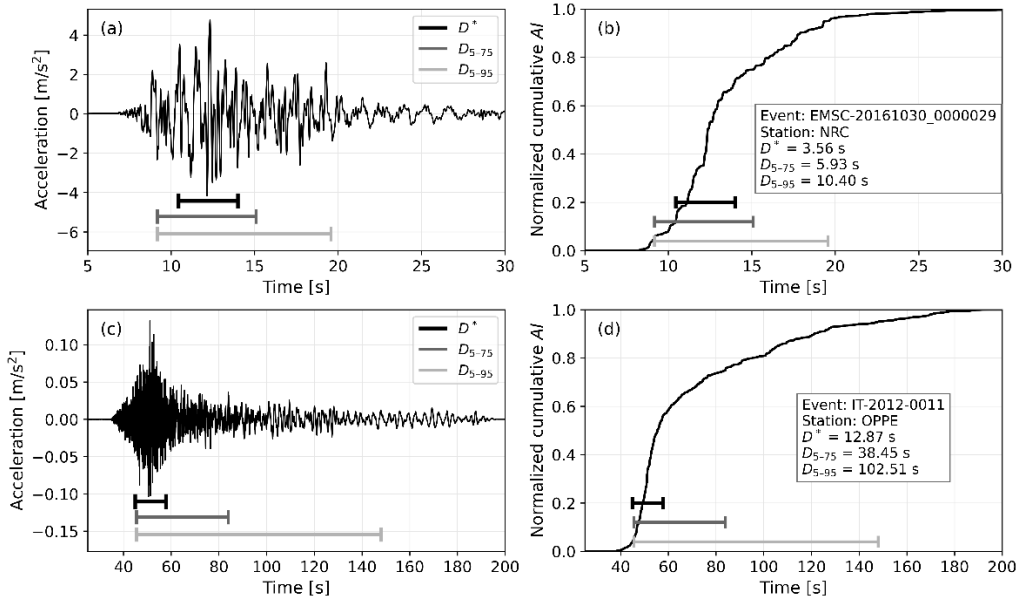 (a)
D*
D5–75
D5–95
Acceleration [m/s²]
4
2
0
−2
−4
−6
5
10
15
20
25
30
Time [s]
(b)
Normalized cumulative AI
1.0
0.8
0.6
0.4
0.2
0.0
Event: EMSC-20161030_0000029
Station: NRC
D* = 3.56 s
D5–75 = 5.93 s
D5–95 = 10.40 s
5
10
15
20
25
30
Time [s]
(c)
D*
D5–75
D5–95
Acceleration [m/s²]
0.10
0.05
0.00
−0.05
−0.10
−0.15
40
60
80
100
120
140
160
180
200
Time [s]
(d)
Normalized cumulative AI
1.0
0.8
0.6
0.4
0.2
0.0
Event: IT-2012-0011
Station: OPPE
D* = 12.87 s
D5–75 = 38.45 s
D5–95 = 102.51 s
40
60
80
100
120
140
160
180
200
Time [s]